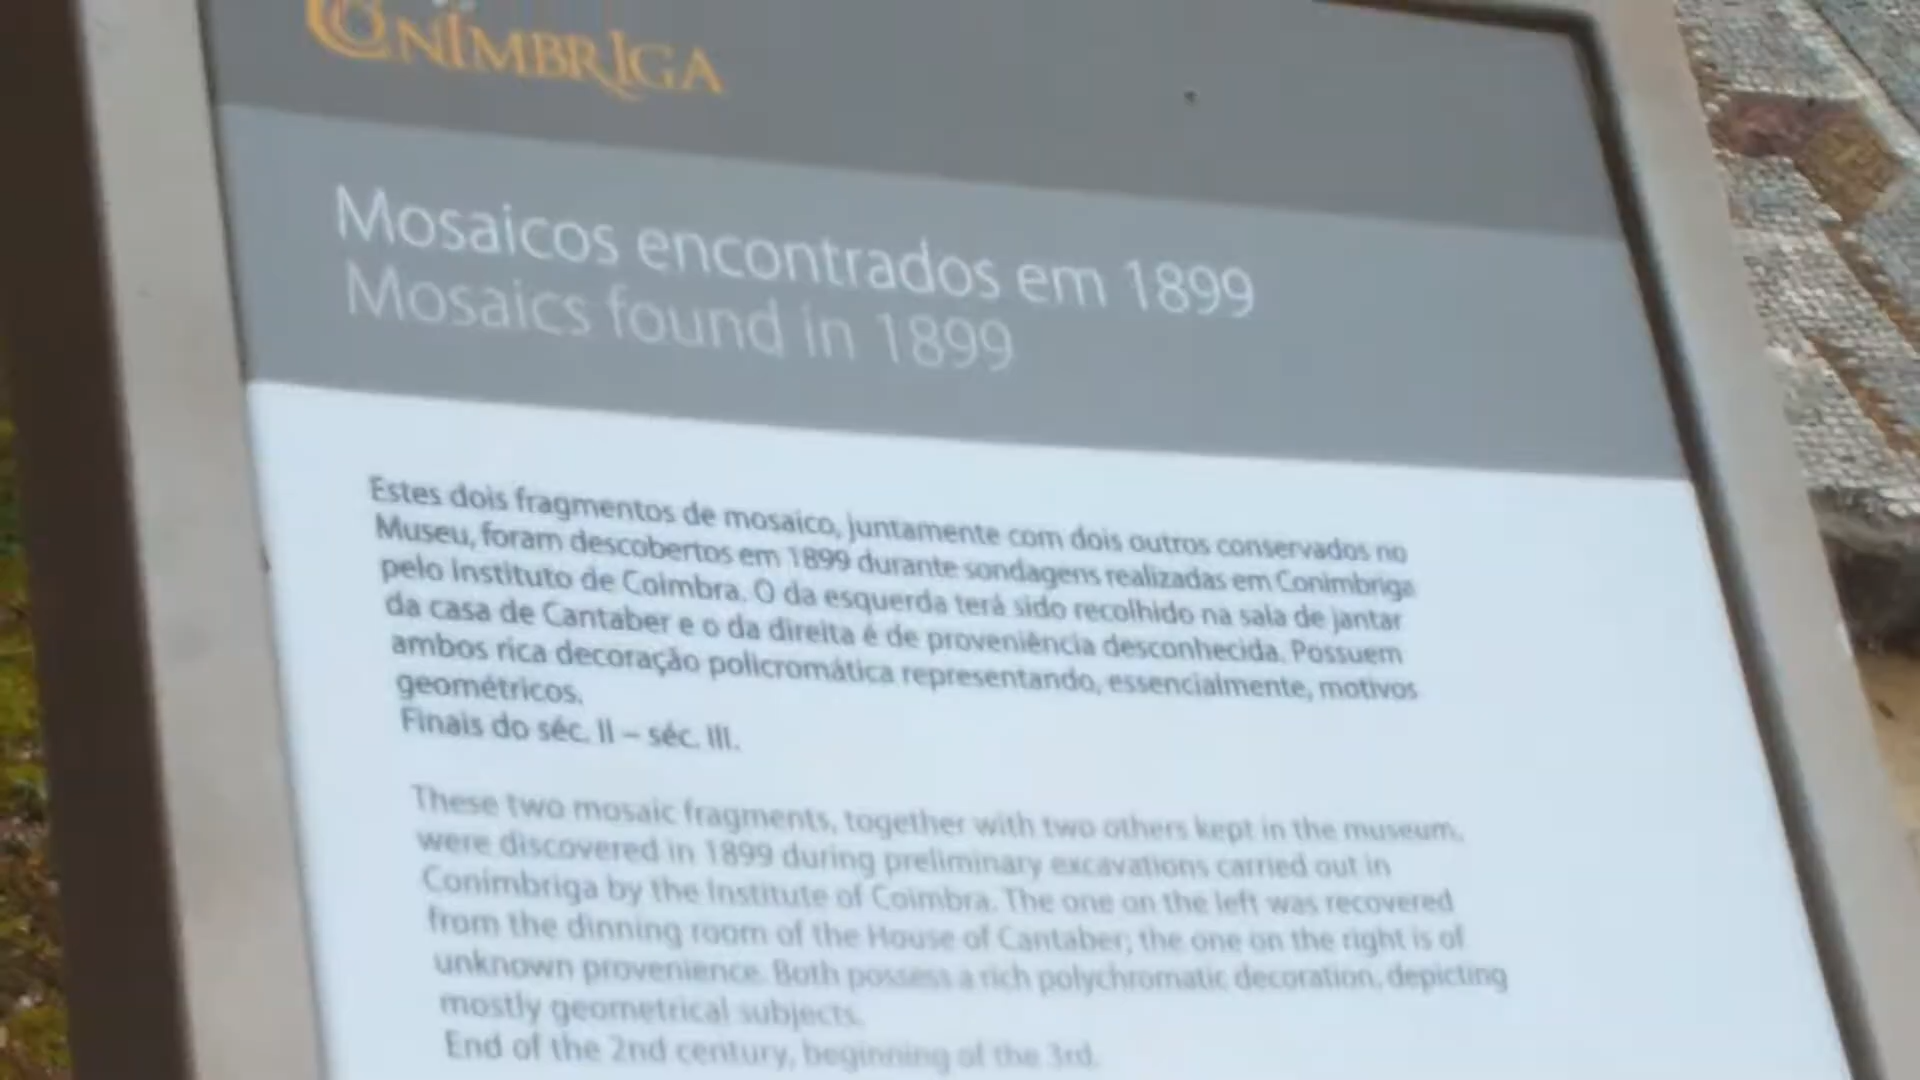 CONIMBRIGA
Mosaicos encontrados em 1899
Mosaics found in 1899
Estes dois fragmentos de mosaico, juntamente com dois outros conservados no
Museu, foram descobertos em 1899 durante sondagens realizadas em Conimbriga
pelo Instituto de Coimbra. O da esquerda terá sido recolhido na sala de jantar
da casa de Cantaber e o da direita é de proveniência desconhecida. Possuem
ambos rica decoração policromática representando, essencialmente, motivos
geométricos.
Finais do séc. II – séc. III.
These two mosaic fragments, together with two others kept in the museum,
were discovered in 1899 during preliminary excavations carried out in
Conimbriga by the Institute of Coimbra. The one on the left was recovered
from the dinning room of the House of Cantaber; the one on the right is of
unknown provenience. Both possess a rich polychromatic decoration, depicting
mostly geometrical subjects.
End of the 2nd century, beginning of the 3rd.